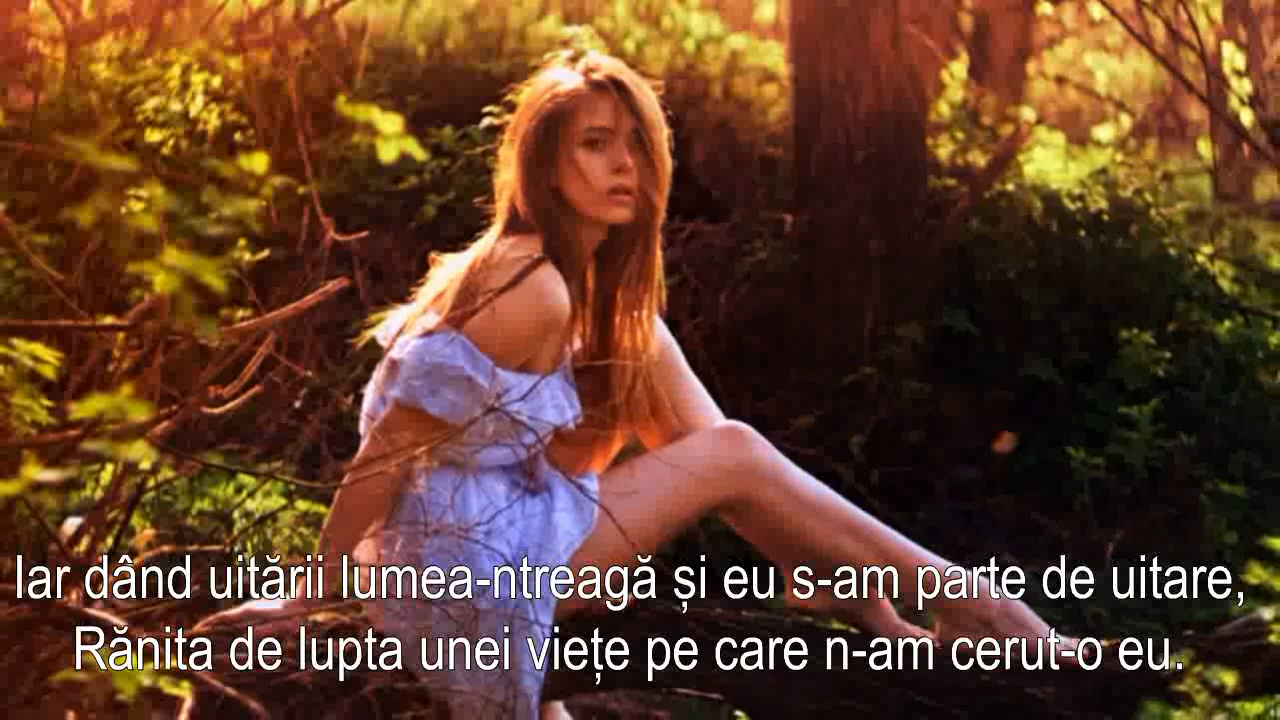 Iar dând uitării lumea-ntreagă și eu s-am parte de uitare,
Rănita de lupta unei viețe pe care n-am cerut-o eu.